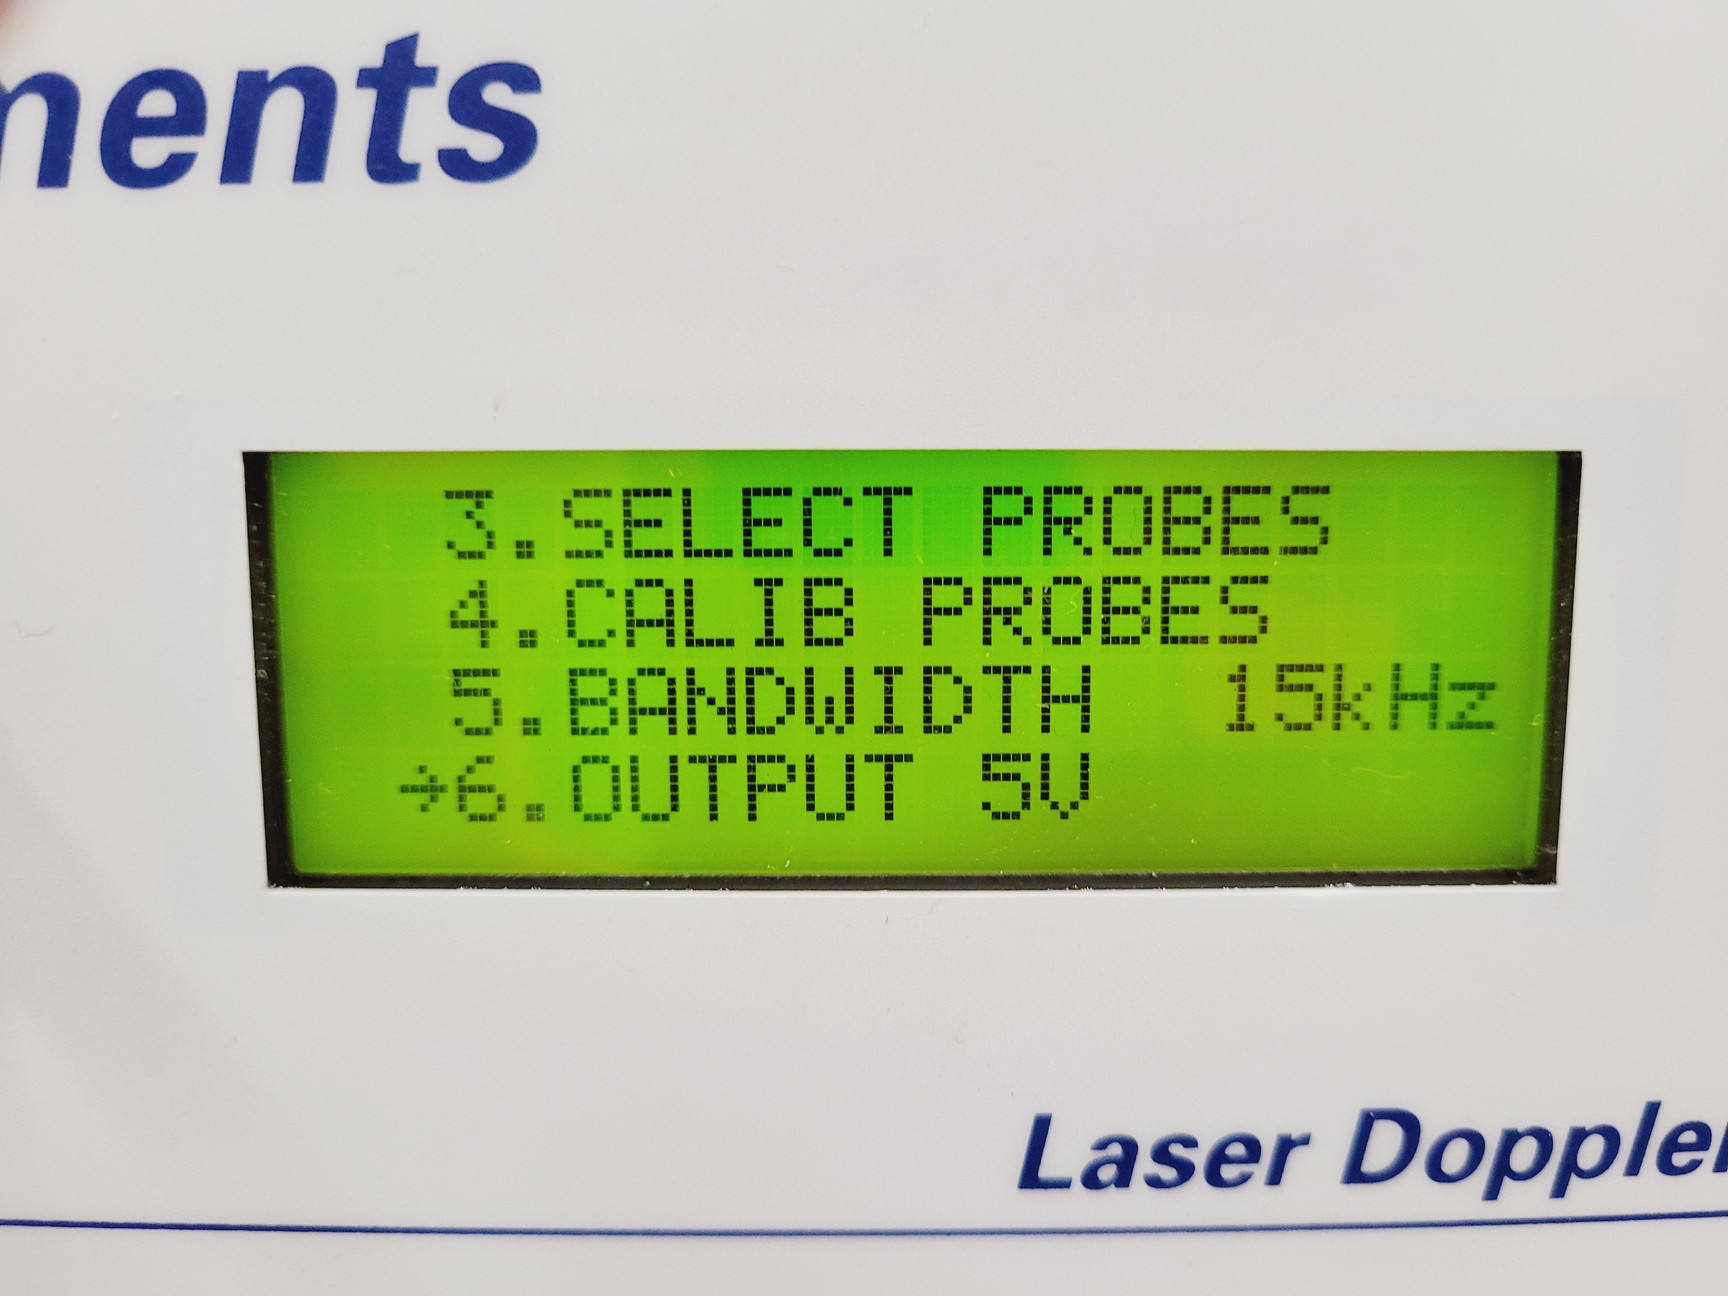 ments
3.SELECT PROBES
4.CALIB PROBES
5.BANDWIDTH 15kHz
→6.OUTPUT 5V
Laser Doppler